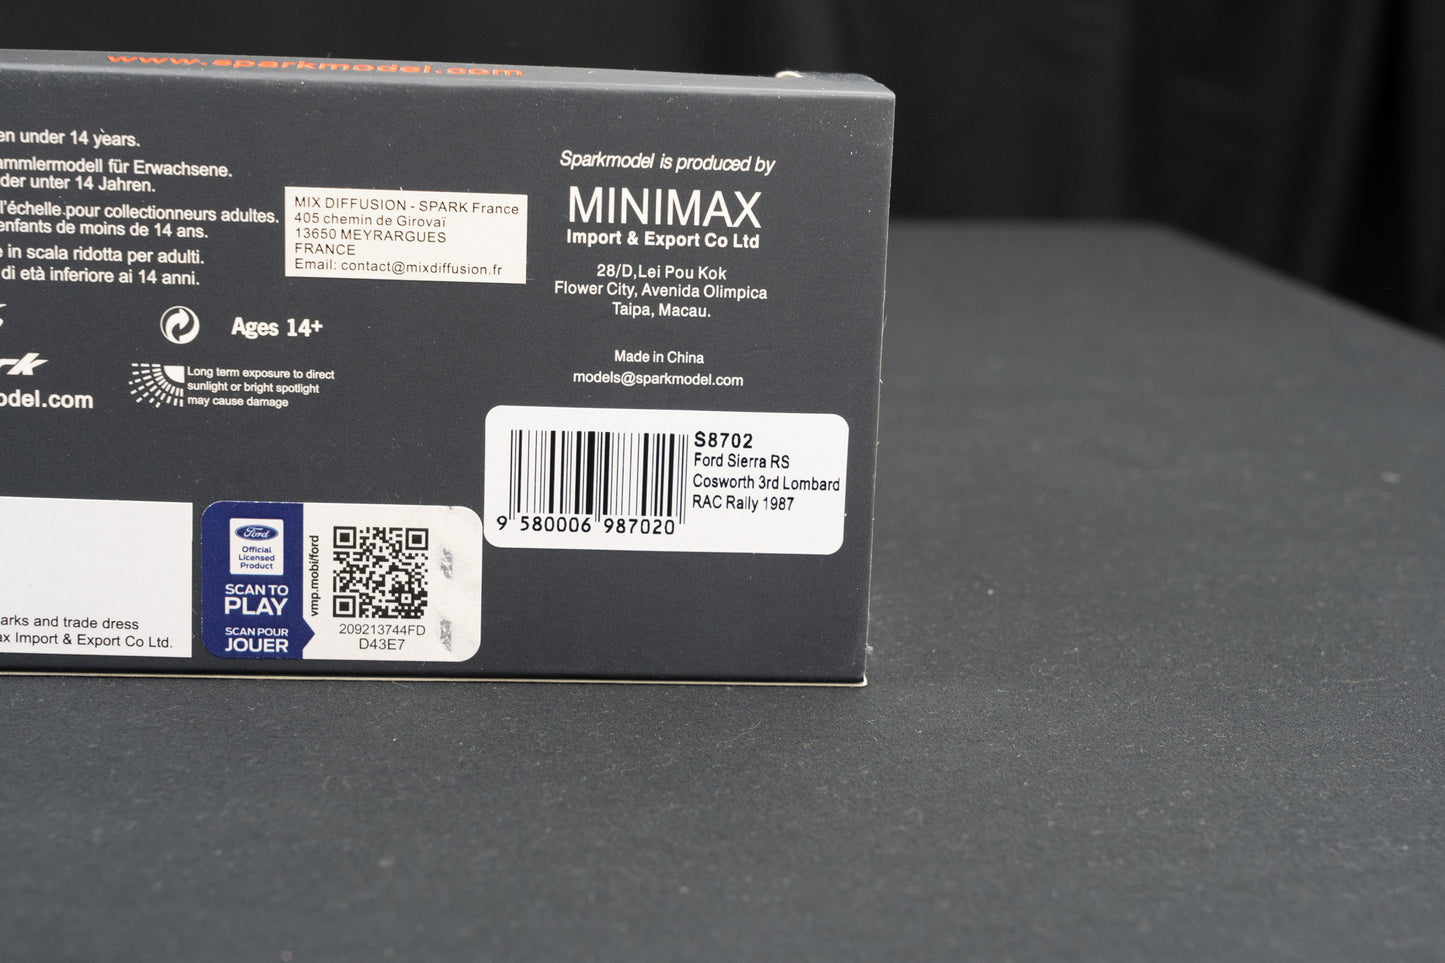 www.sparkmodel.com
en under 14 years.
ammlermodell für Erwachsene.
der unter 14 Jahren.
l'échelle pour collectionneurs adultes.
enfants de moins de 14 ans.
e in scala ridotta per adulti.
di età inferiore ai 14 anni.
MIX DIFFUSION - SPARK France
405 chemin de Girovaï
13650 MEYRARGUES
FRANCE
Email: contact@mixdiffusion.fr
Sparkmodel is produced by
MINIMAX
Import & Export Co Ltd
28/D,Lei Pou Kok
Flower City, Avenida Olimpica
Taipa, Macau.
Made in China
models@sparkmodel.com
Ages 14+
rk
odel.com
Long term exposure to direct
sunlight or bright spotlight
may cause damage
S8702
Ford Sierra RS
Cosworth 3rd Lombard
RAC Rally 1987
9 580006 987020
arks and trade dress
ax Import & Export Co Ltd.
Ford
Official
Licensed
Product
SCAN TO
PLAY
SCAN POUR
JOUER
vmp.mobi/ford
209213744FD
D43E7